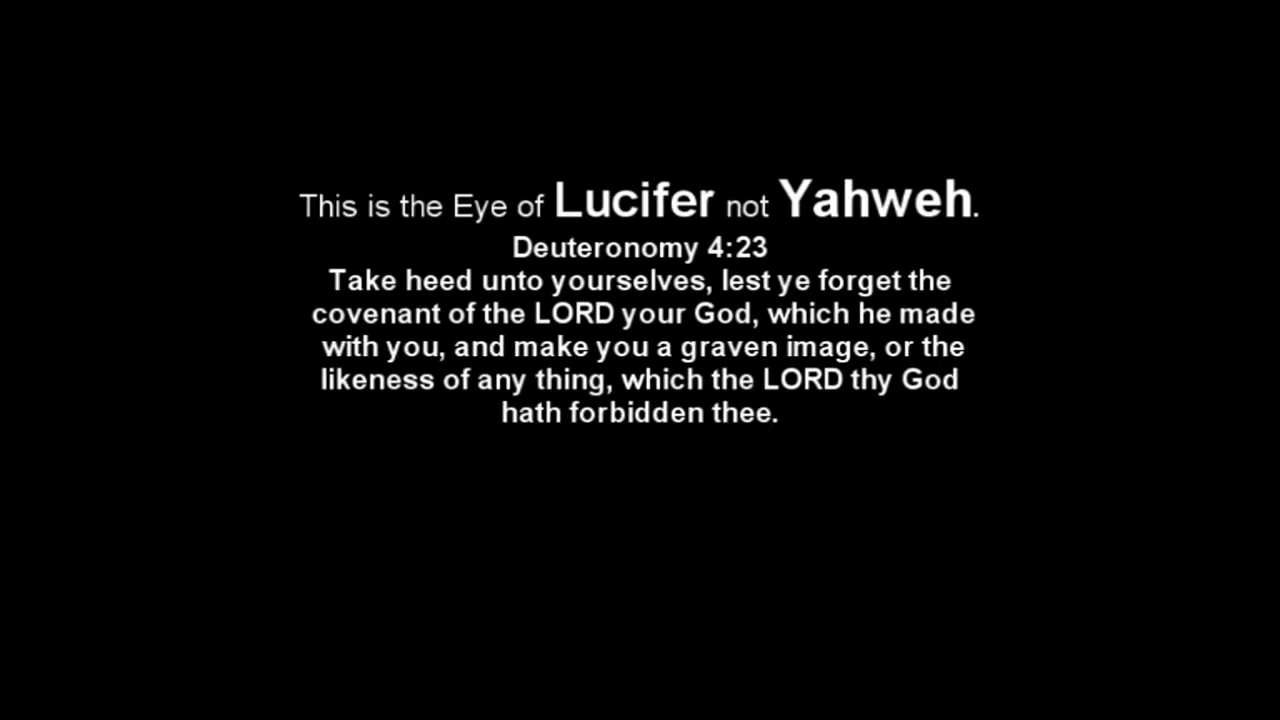 This is the Eye of Lucifer not Yahweh.
Deuteronomy 4:23
Take heed unto yourselves, lest ye forget the
covenant of the LORD your God, which he made
with you, and make you a graven image, or the
likeness of any thing, which the LORD thy God
hath forbidden thee.